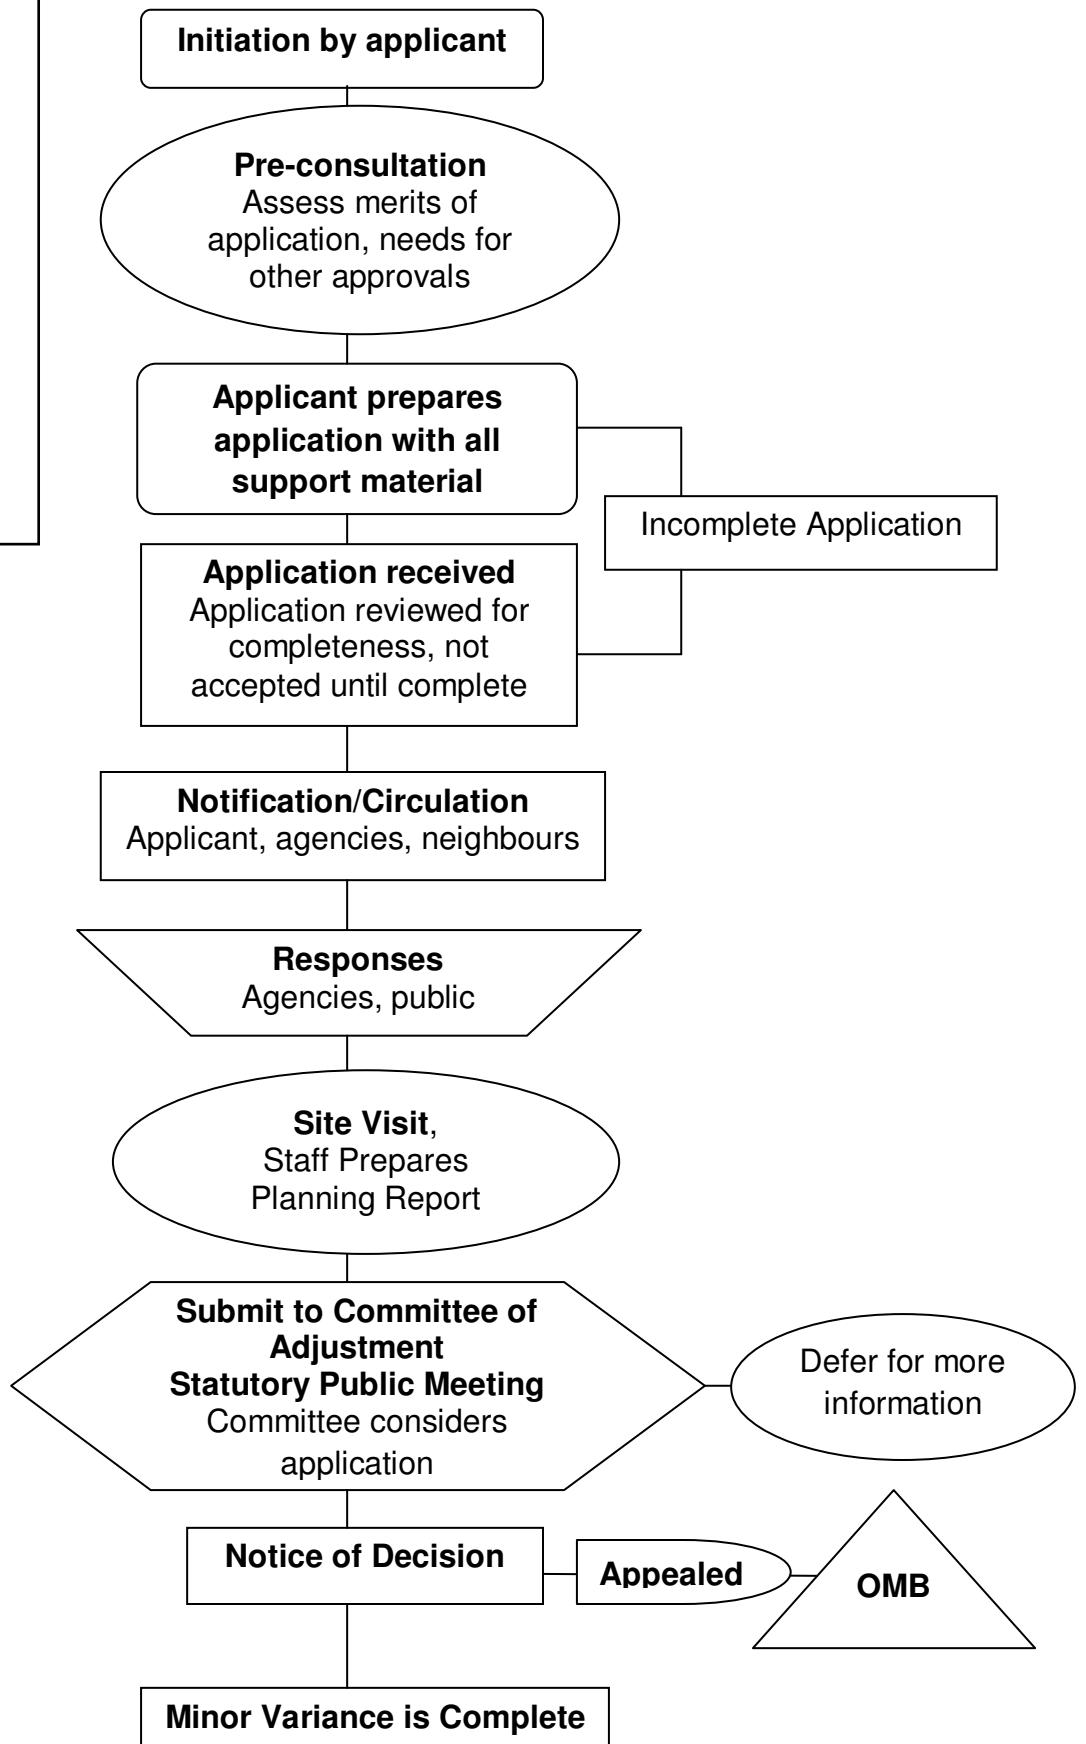 Initiation by applicant
Pre-consultation
Assess merits of
application, needs for
other approvals
Applicant prepares
application with all
support material
Incomplete Application
Application received
Application reviewed for
completeness, not
accepted until complete
Notification/Circulation
Applicant, agencies, neighbours
Responses
Agencies, public
Site Visit,
Staff Prepares
Planning Report
Submit to Committee of
Adjustment
Statutory Public Meeting
Committee considers
application
Defer for more
information
Notice of Decision
Appealed
OMB
Minor Variance is Complete